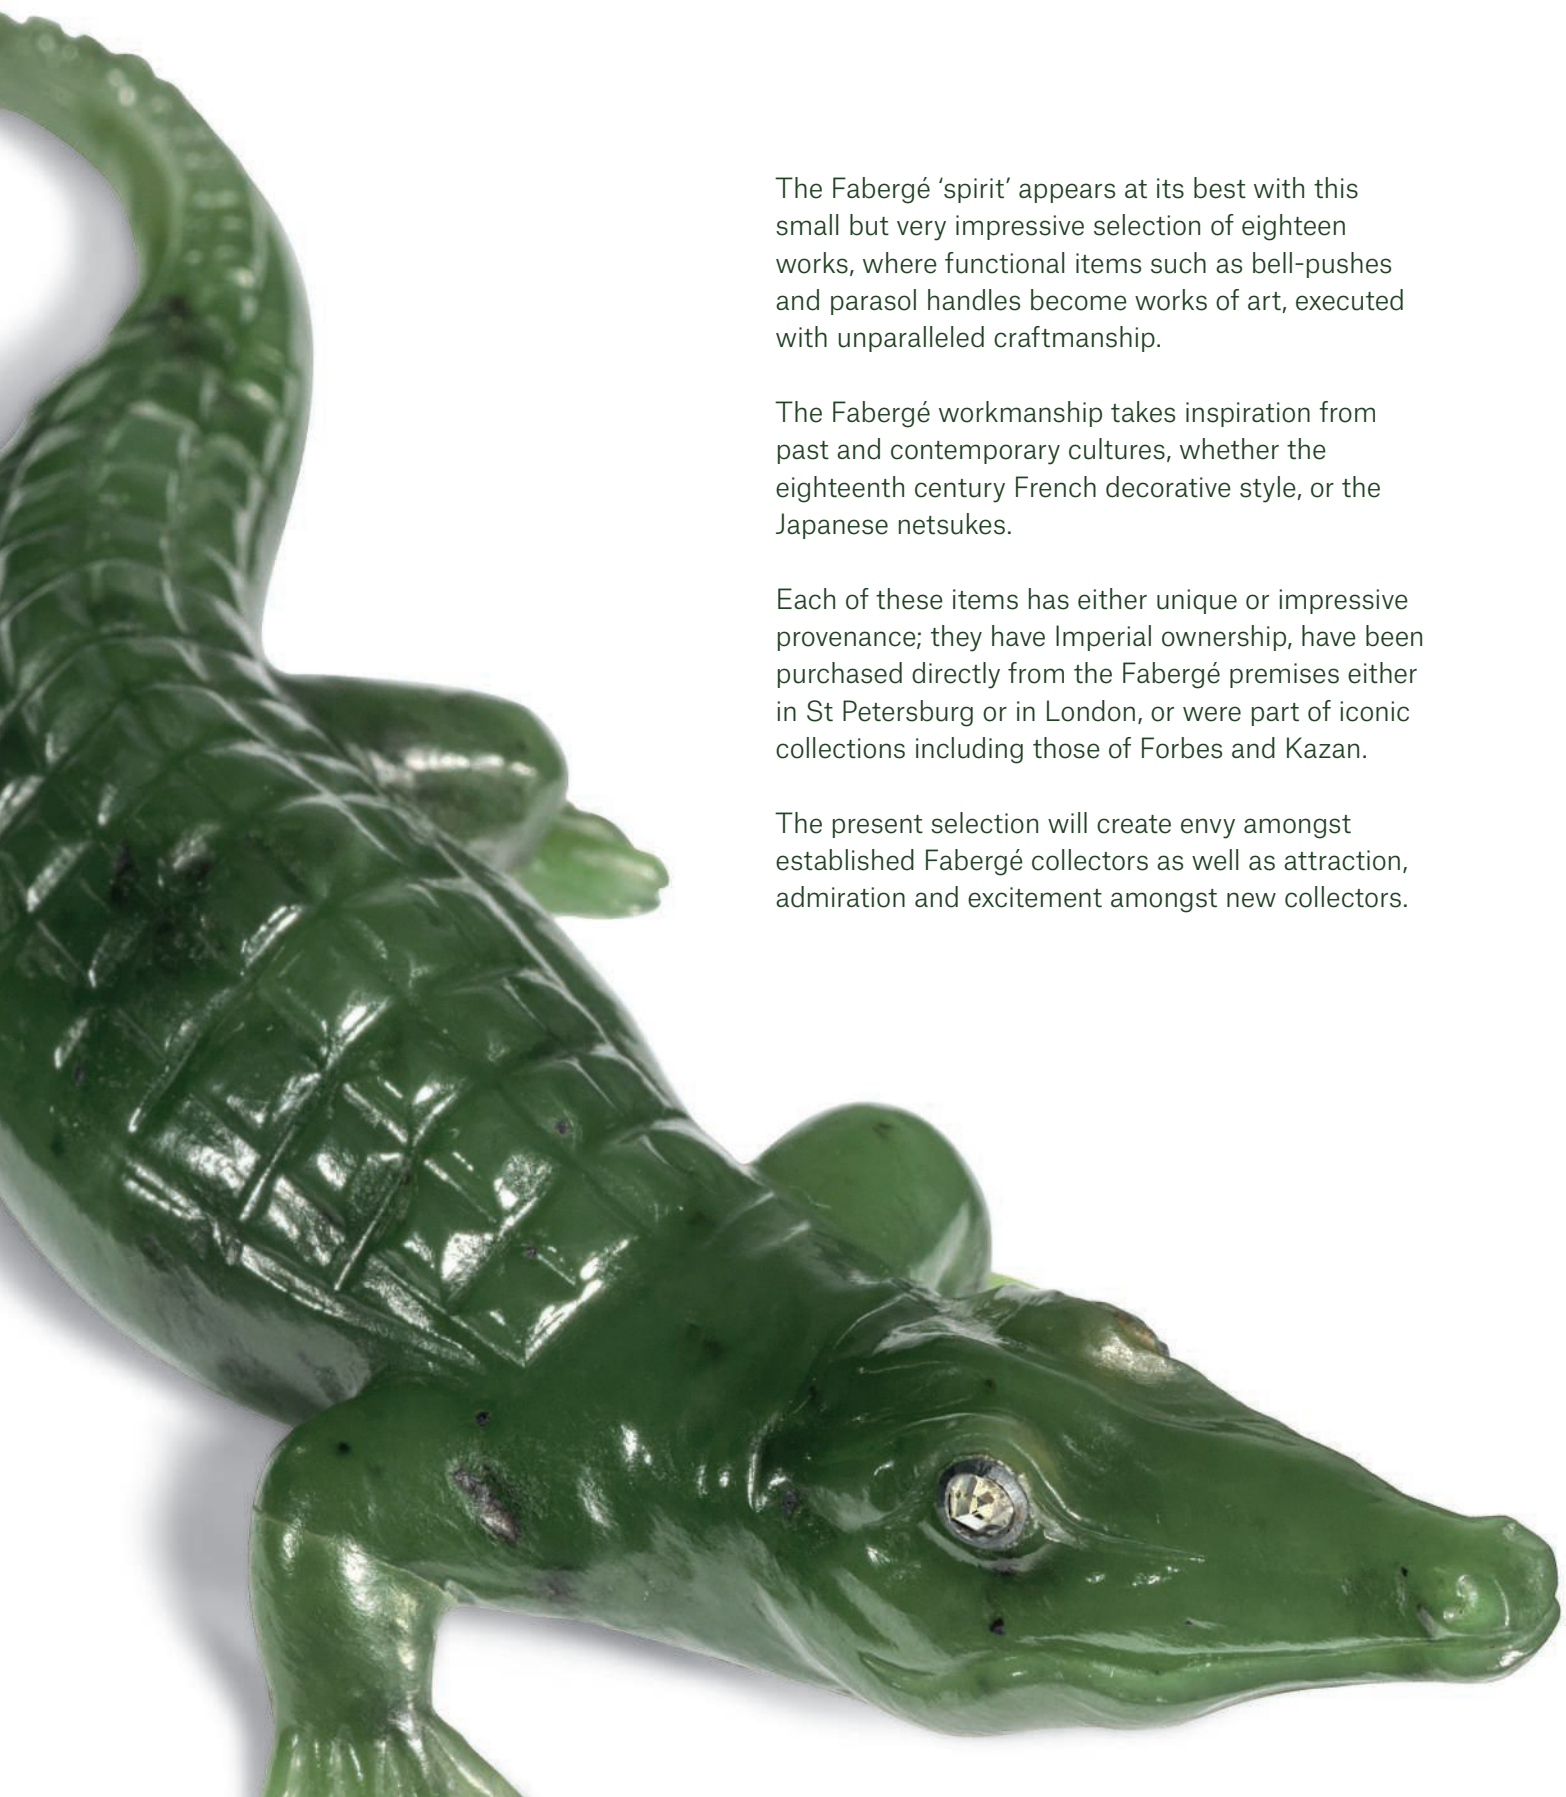 The Fabergé ‘spirit’ appears at its best with this
small but very impressive selection of eighteen
works, where functional items such as bell-pushes
and parasol handles become works of art, executed
with unparalleled craftmanship.
The Fabergé workmanship takes inspiration from
past and contemporary cultures, whether the
eighteenth century French decorative style, or the
Japanese netsukes.
Each of these items has either unique or impressive
provenance; they have Imperial ownership, have been
purchased directly from the Fabergé premises either
in St Petersburg or in London, or were part of iconic
collections including those of Forbes and Kazan.
The present selection will create envy amongst
established Fabergé collectors as well as attraction,
admiration and excitement amongst new collectors.